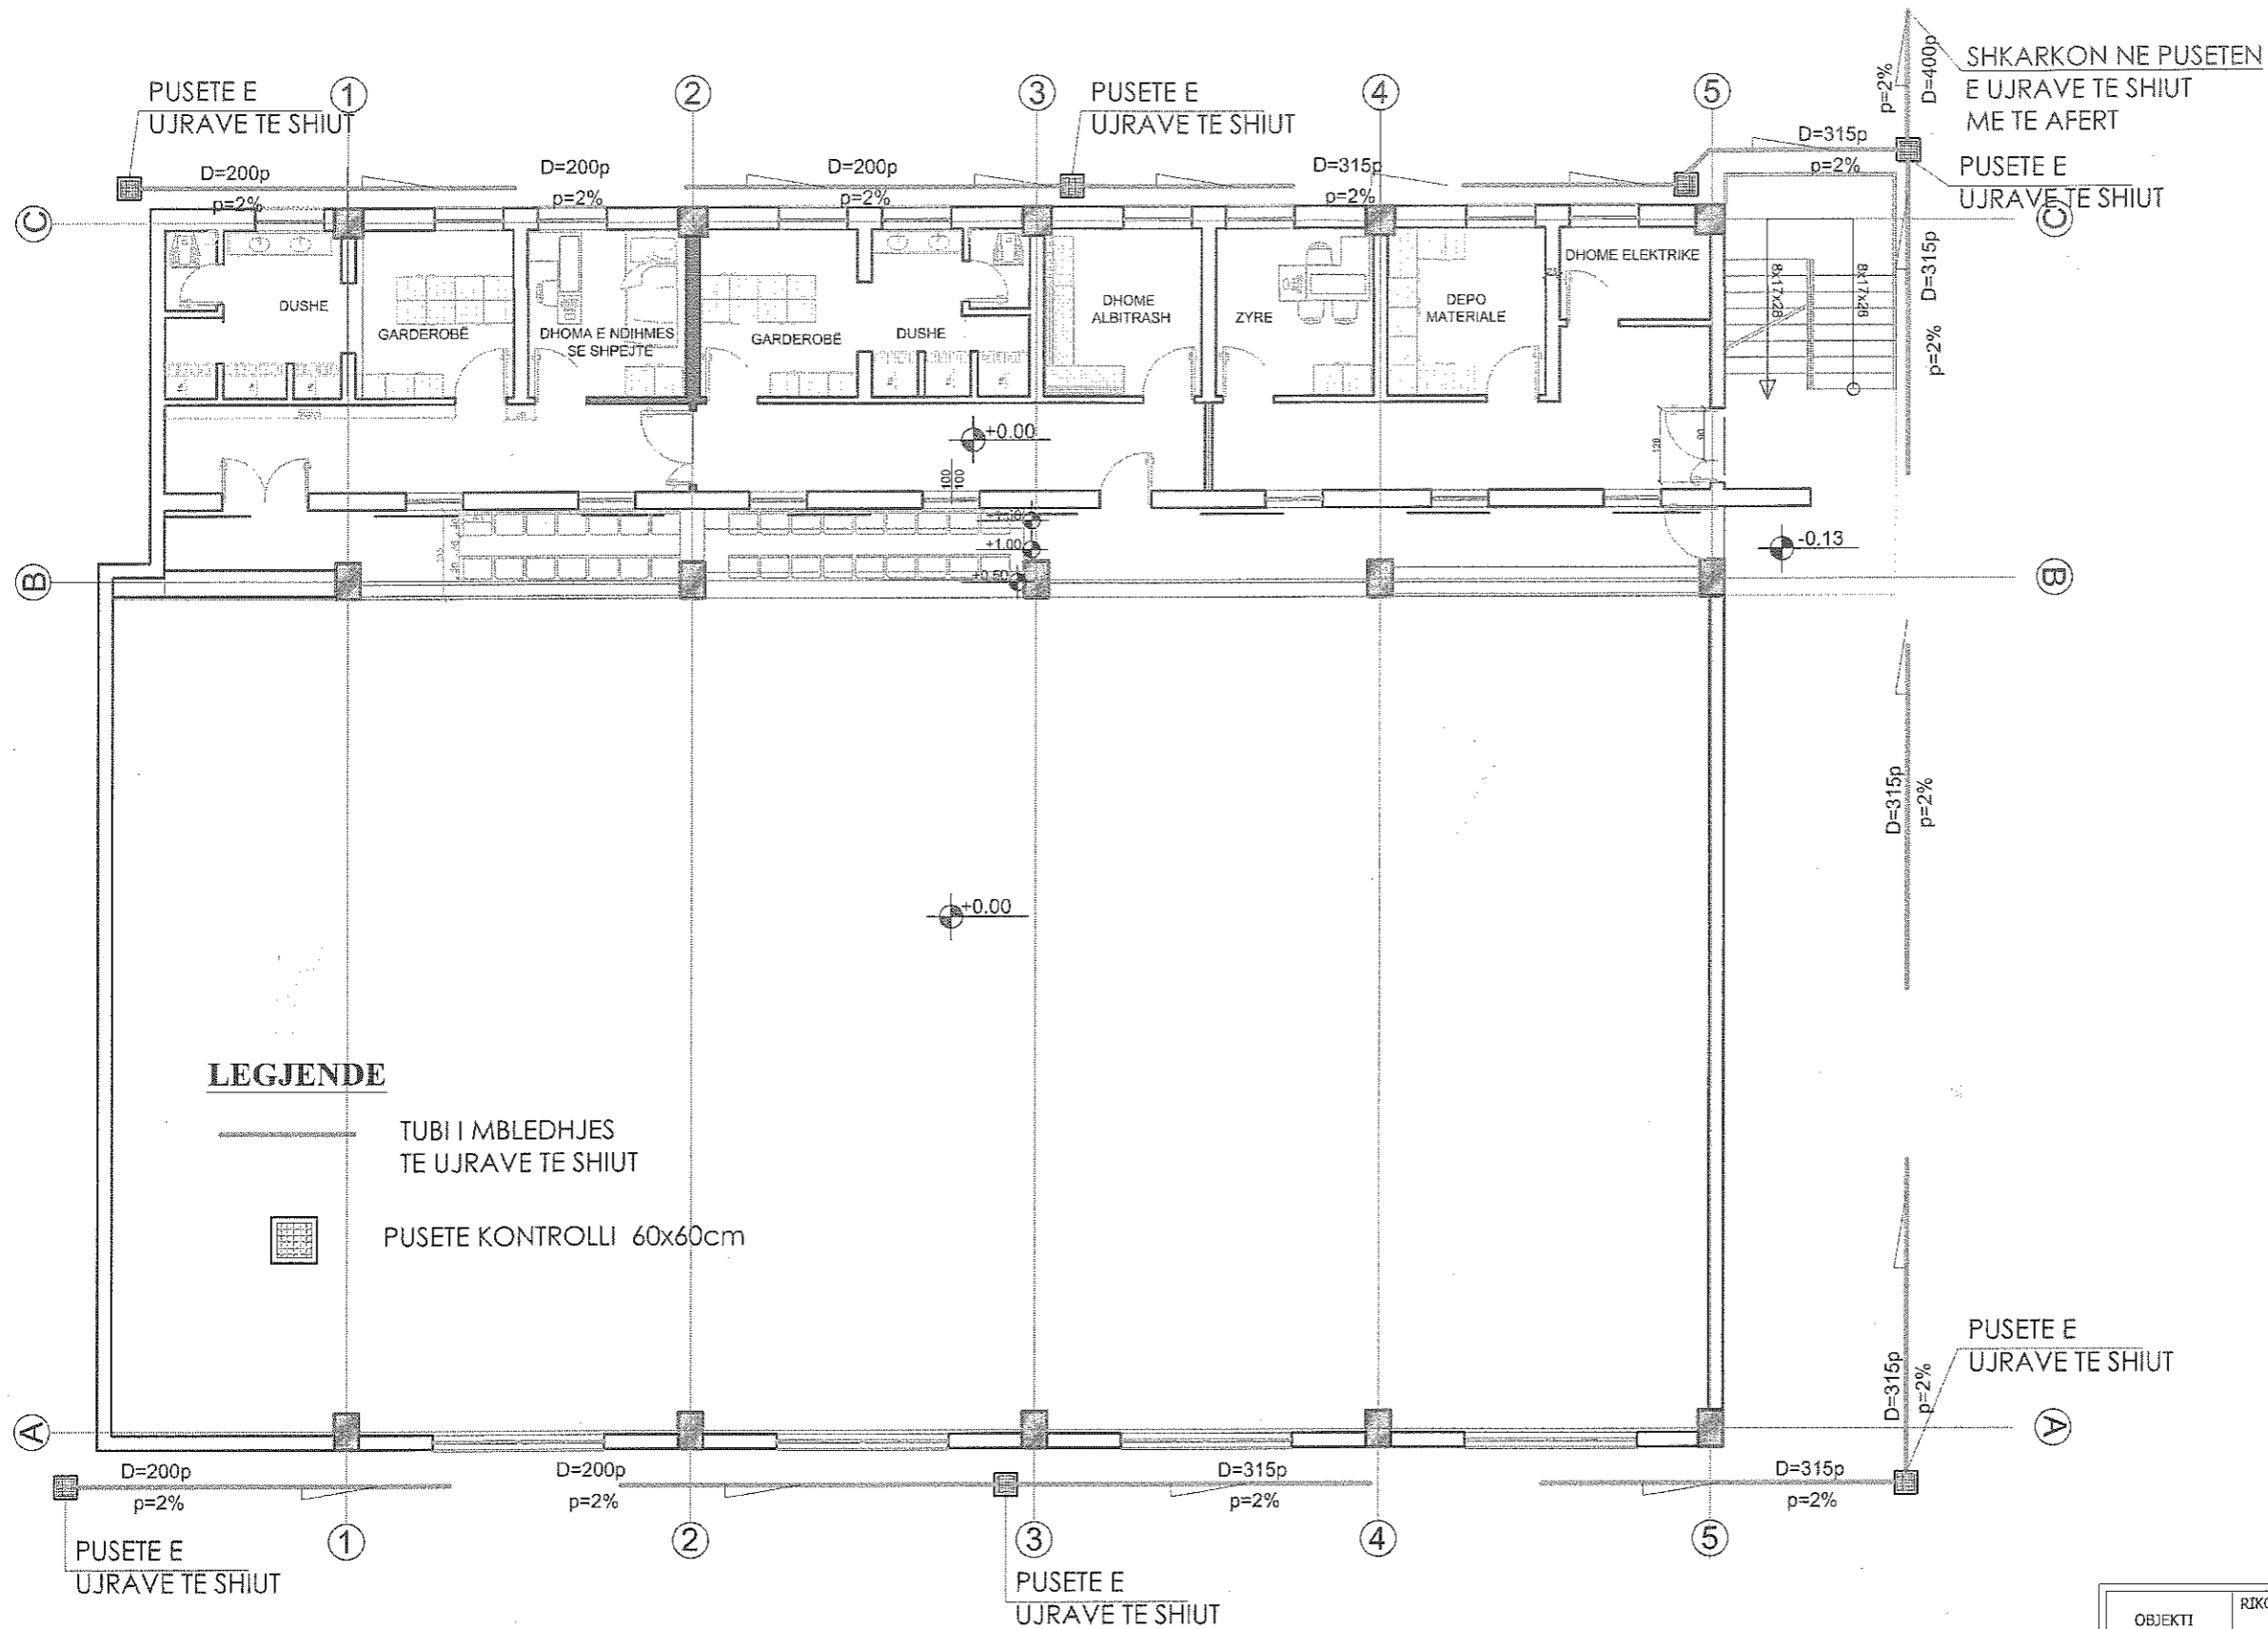 SHKARKON NE PUSETEN
E UJRAVE TE SHIUT
ME TE AFERT
p=2%
D=400p
PUSETE E
UJRAVE TE SHIUT
1
2
3
PUSETE E
UJRAVE TE SHIUT
4
5
D=315p
p=2%
PUSETE E
UJRAVE TE SHIUT
D=200p
p=2%
D=200p
p=2%
D=200p
p=2%
D=315p
p=2%
C
C
D=315p
p=2%
DUSHE
GARDEROBË
DHOMA E NDIHMES
SE SHPEJTE
GARDEROBË
DUSHE
DHOME
ALBITRASH
ZYRE
DEPO
MATERIALE
DHOME ELEKTRIKE
8x17x28
8x17x28
+0.00
120
90
100
100
+1.00
+0.50
-0.13
B
B
D=315p
p=2%
+0.00
LEGJENDE
TUBI I MBLEDHJES
TE UJRAVE TE SHIUT
PUSETE KONTROLLI 60x60cm
PUSETE E
UJRAVE TE SHIUT
D=315p
p=2%
A
A
D=200p
p=2%
D=200p
p=2%
D=315p
p=2%
D=315p
p=2%
1
2
3
4
5
PUSETE E
UJRAVE TE SHIUT
PUSETE E
UJRAVE TE SHIUT
OBJEKTI